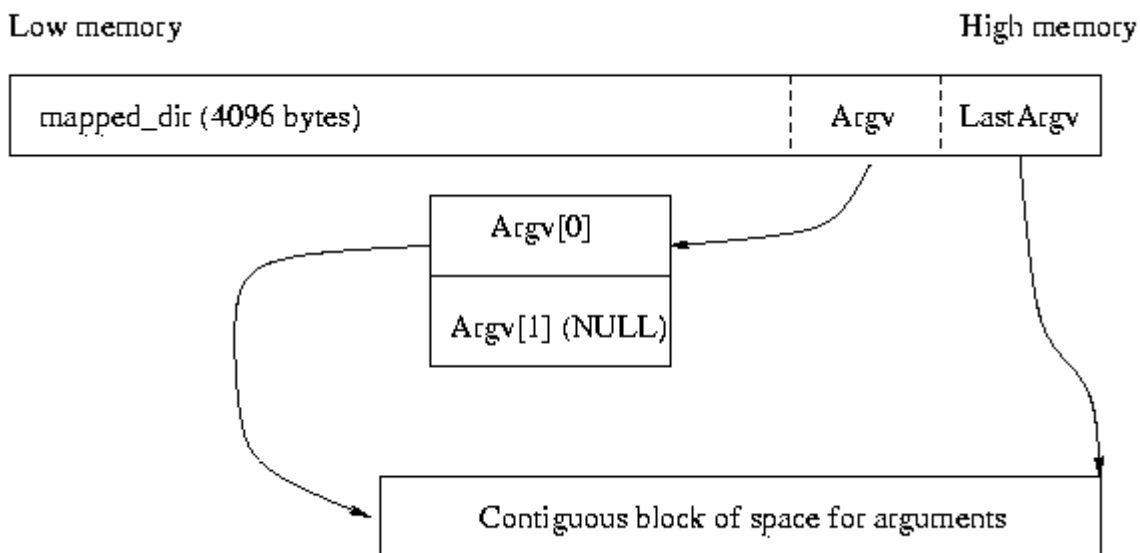 Low memory
High memory
mapped_dir (4096 bytes)
Argv
LastArgv
Argv[0]
Argv[1] (NULL)
Contiguous block of space for arguments